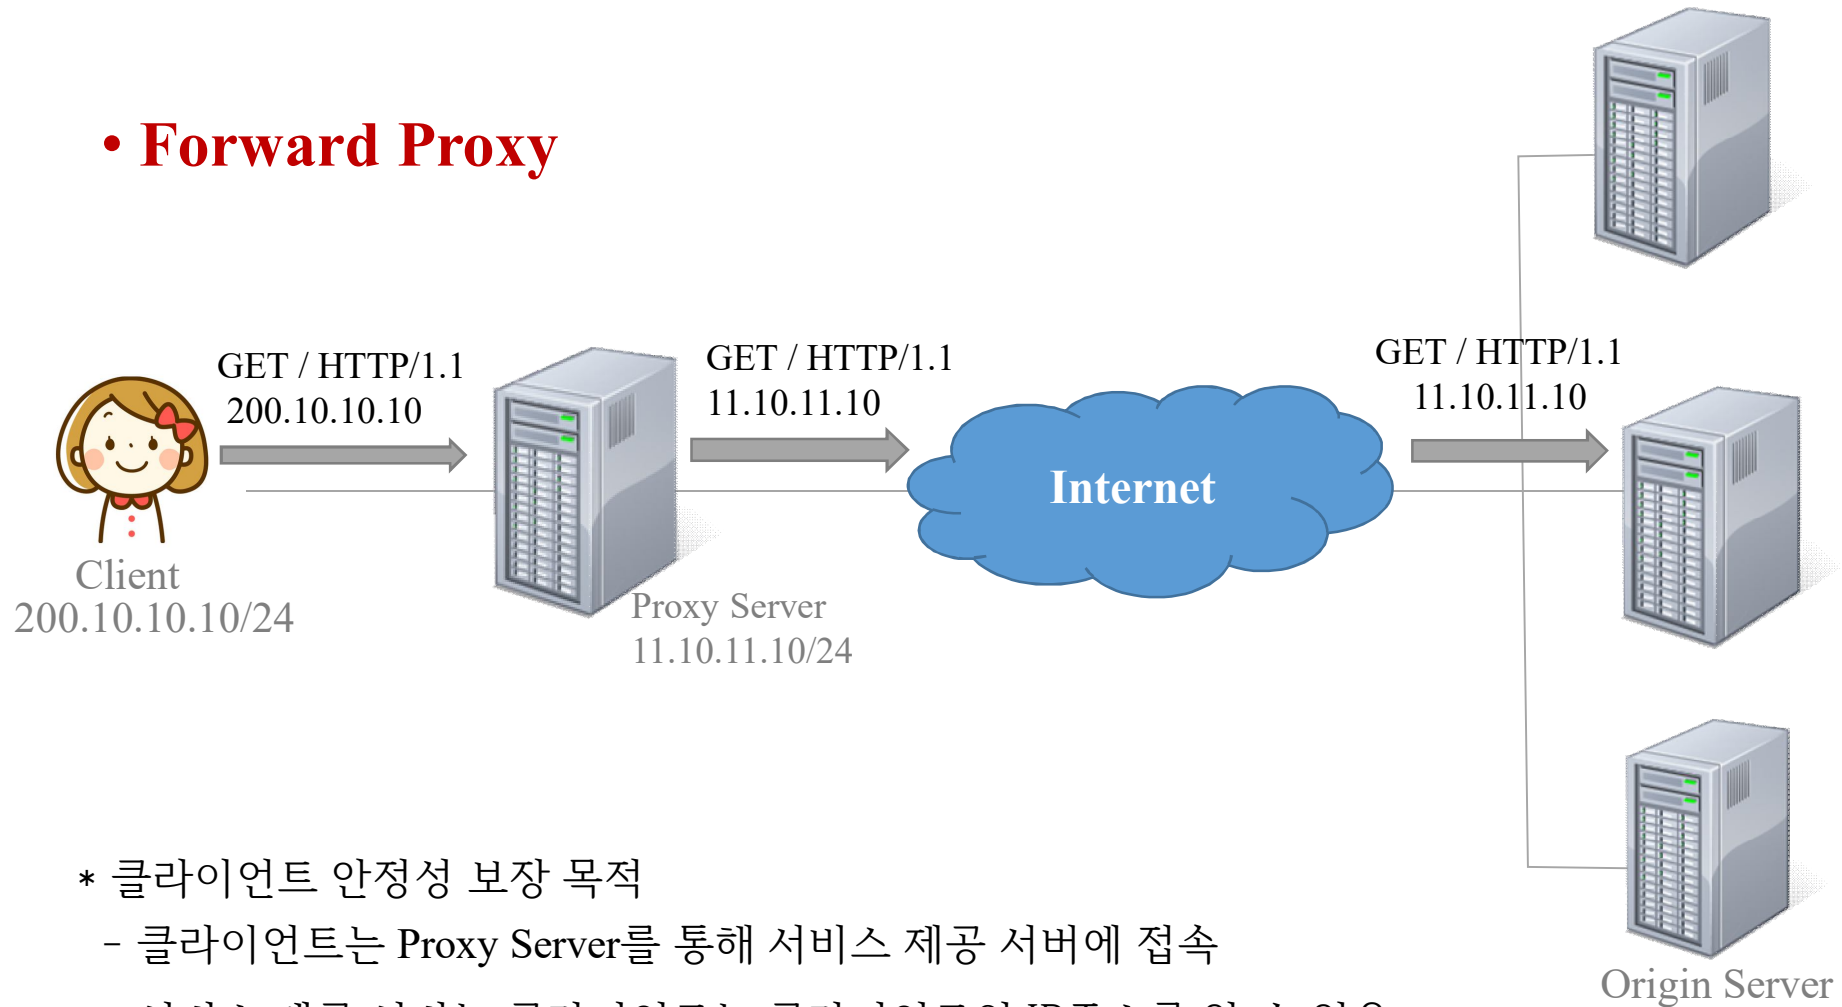 • Forward Proxy
GET / HTTP/1.1
200.10.10.10
GET / HTTP/1.1
11.10.11.10
GET / HTTP/1.1
11.10.11.10
Internet
Client
200.10.10.10/24
Proxy Server
11.10.11.10/24
Origin Server
* 클라이언트 안정성 보장 목적
- 클라이언트는 Proxy Server를 통해 서비스 제공 서버에 접속